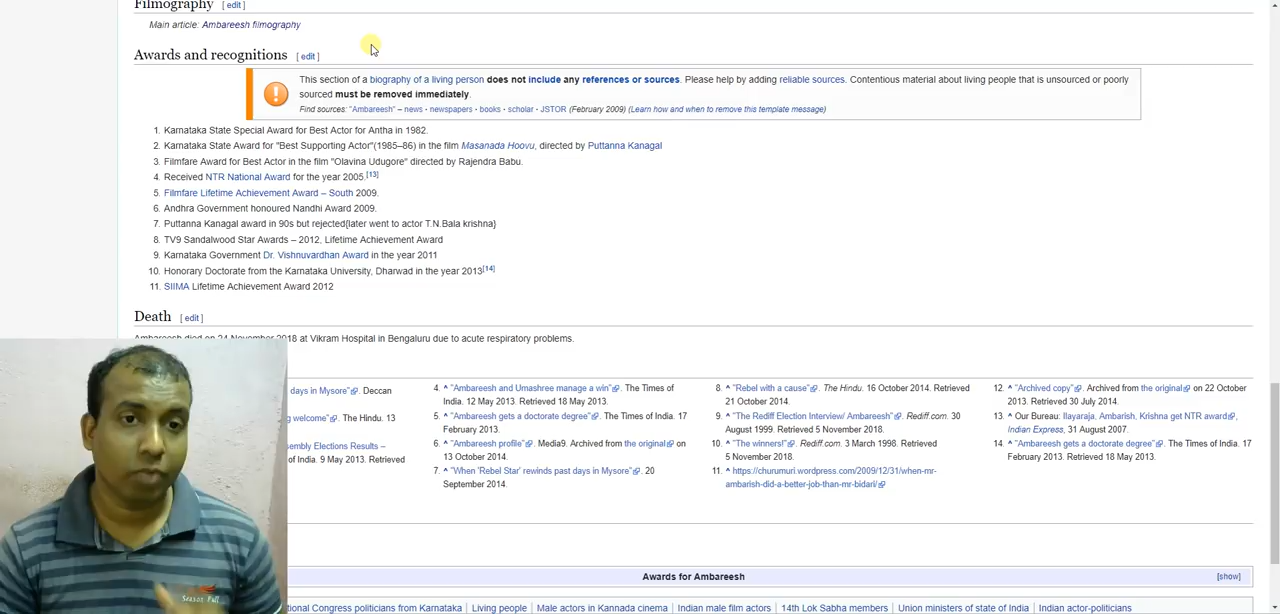 Filmography [ edit ]
Main article: Ambareesh filmography
Awards and recognitions [ edit ]
This section of a biography of a living person does not include any references or sources. Please help by adding reliable sources. Contentious material about living people that is unsourced or poorly
sourced must be removed immediately.
Find sources: "Ambareesh" – news · newspapers · books · scholar · JSTOR (February 2009) (Learn how and when to remove this template message)
1. Karnataka State Special Award for Best Actor for Antha in 1982.
2. Karnataka State Award for "Best Supporting Actor"(1985–86) in the film Masanada Hoovu, directed by Puttanna Kanagal
3. Filmfare Award for Best Actor in the film "Olavina Udugore" directed by Rajendra Babu.
4. Received NTR National Award for the year 2005.[13]
5. Filmfare Lifetime Achievement Award – South 2009.
6. Andhra Government honoured Nandhi Award 2009.
7. Puttanna Kanagal award in 90s but rejected{later went to actor T.N.Bala krishna}
8. TV9 Sandalwood Star Awards – 2012, Lifetime Achievement Award
9. Karnataka Government Dr. Vishnuvardhan Award in the year 2011
10. Honorary Doctorate from the Karnataka University, Dharwad in the year 2013[14]
11. SIIMA Lifetime Achievement Award 2012
Death [ edit ]
Ambareesh died on 24 November 2018 at Vikram Hospital in Bengaluru due to acute respiratory problems.
days in Mysore". Deccan
g welcome". The Hindu. 13
sembly Elections Results –
of India. 9 May 2013. Retrieved
4. ^ "Ambareesh and Umashree manage a win". The Times of
India. 12 May 2013. Retrieved 18 May 2013.
5. ^ "Ambareesh gets a doctorate degree". The Times of India. 17
February 2013.
6. ^ "Ambareesh profile". Media9. Archived from the original on
13 October 2014.
7. ^ "When 'Rebel Star' rewinds past days in Mysore". 20
September 2014.
8. ^ "Rebel with a cause". The Hindu. 16 October 2014. Retrieved
21 October 2014.
9. ^ "The Rediff Election Interview/ Ambareesh". Rediff.com. 30
August 1999. Retrieved 5 November 2018.
10. ^ "The winners!". Rediff.com. 3 March 1998. Retrieved
5 November 2018.
11. ^ https://churumuri.wordpress.com/2009/12/31/when-mr-
ambarish-did-a-better-job-than-mr-bidari/
12. ^ "Archived copy". Archived from the original on 22 October
2013. Retrieved 30 July 2014.
13. ^ Our Bureau: Ilayaraja, Ambarish, Krishna get NTR award,
Indian Express, 31 August 2007.
14. ^ "Ambareesh gets a doctorate degree". The Times of India. 17
February 2013. Retrieved 18 May 2013.
Awards for Ambareesh [show]
tional Congress politicians from Karnataka | Living people | Male actors in Kannada cinema | Indian male film actors | 14th Lok Sabha members | Union ministers of state of India | Indian actor-politicians